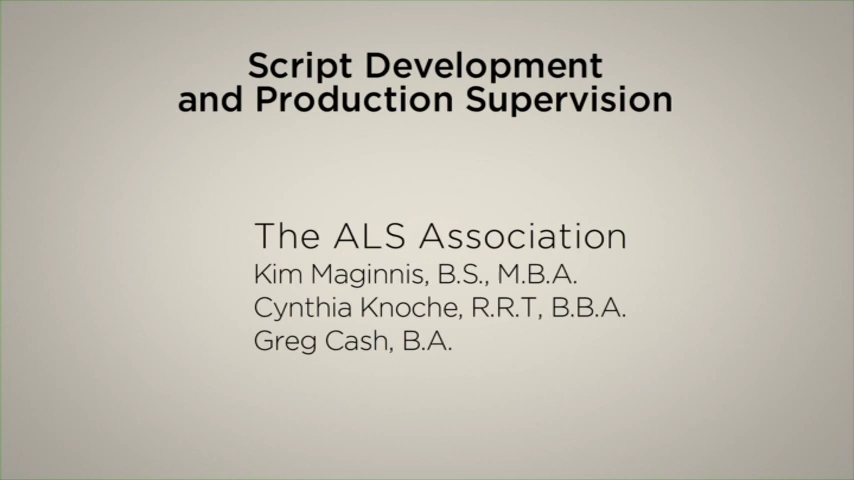 Script Development
and Production Supervision
The ALS Association
Kim Maginnis, B.S., M.B.A.
Cynthia Knoche, R.R.T, B.B.A.
Greg Cash, B.A.